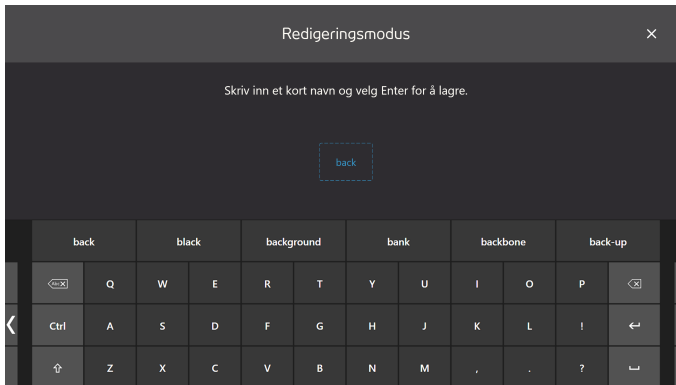 Redigeringsmodus
Skriv inn et kort navn og velg Enter for å lagre.
back
back black background bank backbone back-up
Abc Q W E R T Y U I O P
Ctrl A S D F G H J K L !
Z X C V B N M , . ?